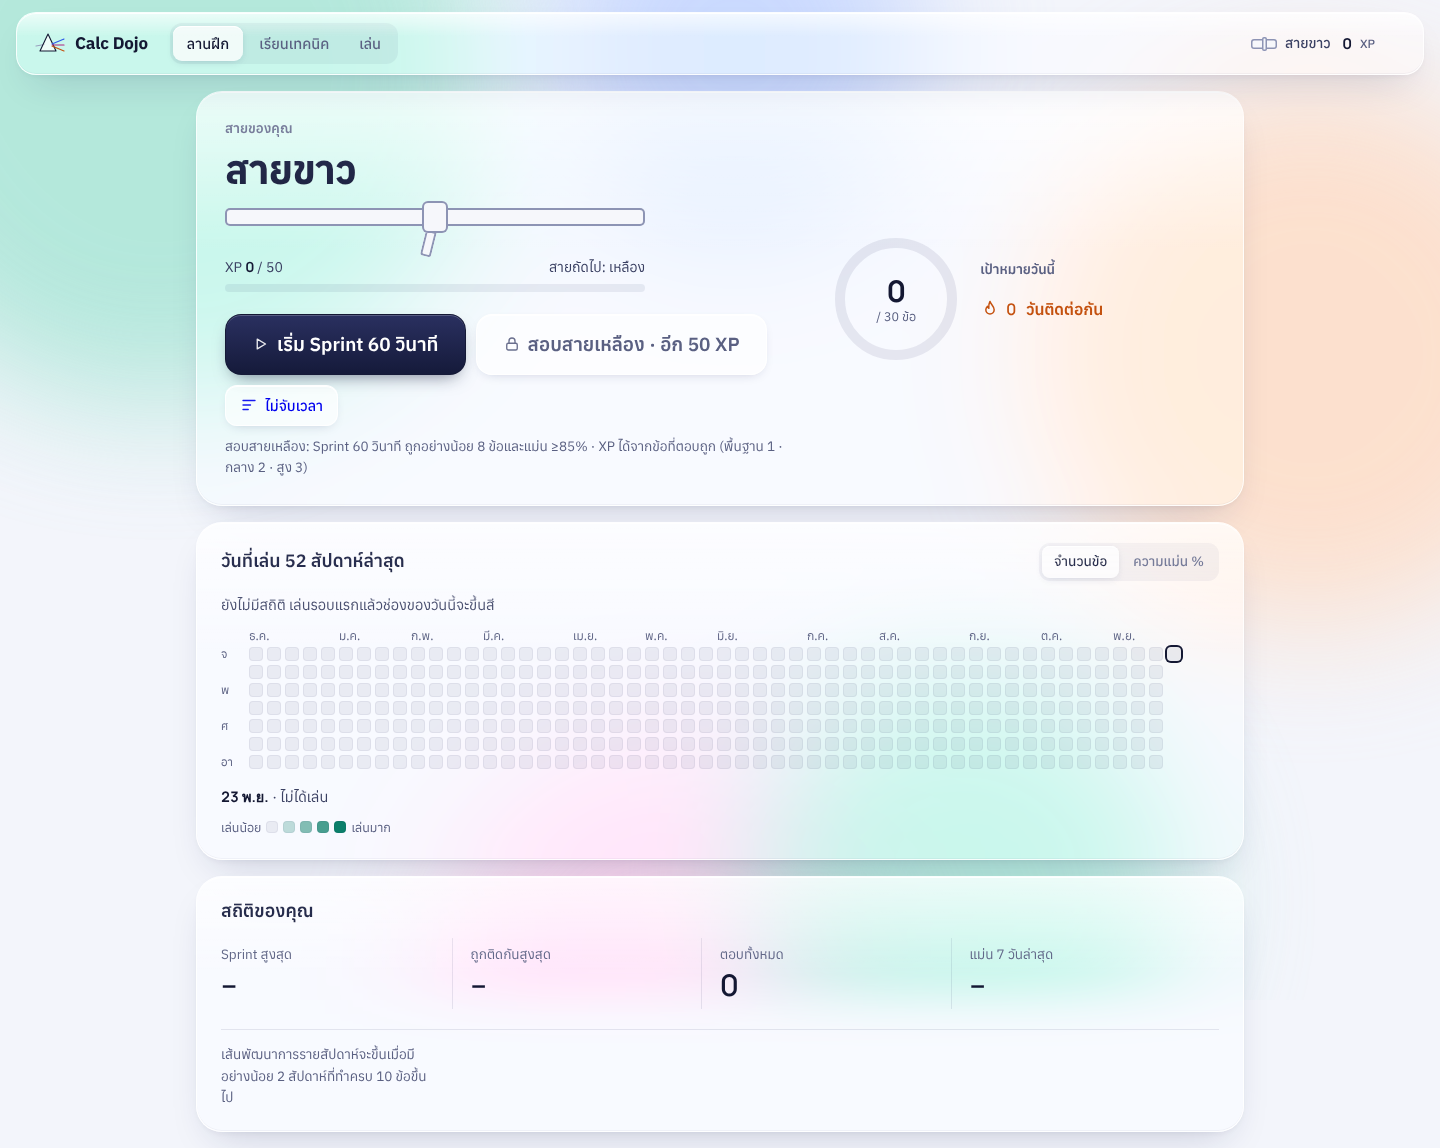 Calc Dojo
ลานฝึก
เรียนเทคนิค
เล่น
สายขาว 0 XP
สายของคุณ
สายขาว
XP 0 / 50
สายถัดไป: เหลือง
เริ่ม Sprint 60 วินาที
สอบสายเหลือง · อีก 50 XP
ไม่จับเวลา
สอบสายเหลือง: Sprint 60 วินาที ถูกอย่างน้อย 8 ข้อและแม่น ≥85% · XP ได้จากข้อที่ตอบถูก (พื้นฐาน 1 ·
กลาง 2 · สูง 3)
0
/ 30 ข้อ
เป้าหมายวันนี้
0 วันติดต่อกัน
วันที่เล่น 52 สัปดาห์ล่าสุด
จำนวนข้อ
ความแม่น %
ยังไม่มีสถิติ เล่นรอบแรกแล้วช่องของวันนี้จะขึ้นสี
ธ.ค. ม.ค. ก.พ. มี.ค. เม.ย. พ.ค. มิ.ย. ก.ค. ส.ค. ก.ย. ต.ค. พ.ย.
จ
พ
ศ
อา
23 พ.ย. · ไม่ได้เล่น
เล่นน้อย
เล่นมาก
สถิติของคุณ
Sprint สูงสุด
–
ถูกติดกันสูงสุด
–
ตอบทั้งหมด
0
แม่น 7 วันล่าสุด
–
เส้นพัฒนาการรายสัปดาห์จะขึ้นเมื่อมี
อย่างน้อย 2 สัปดาห์ที่ทำครบ 10 ข้อขึ้น
ไป